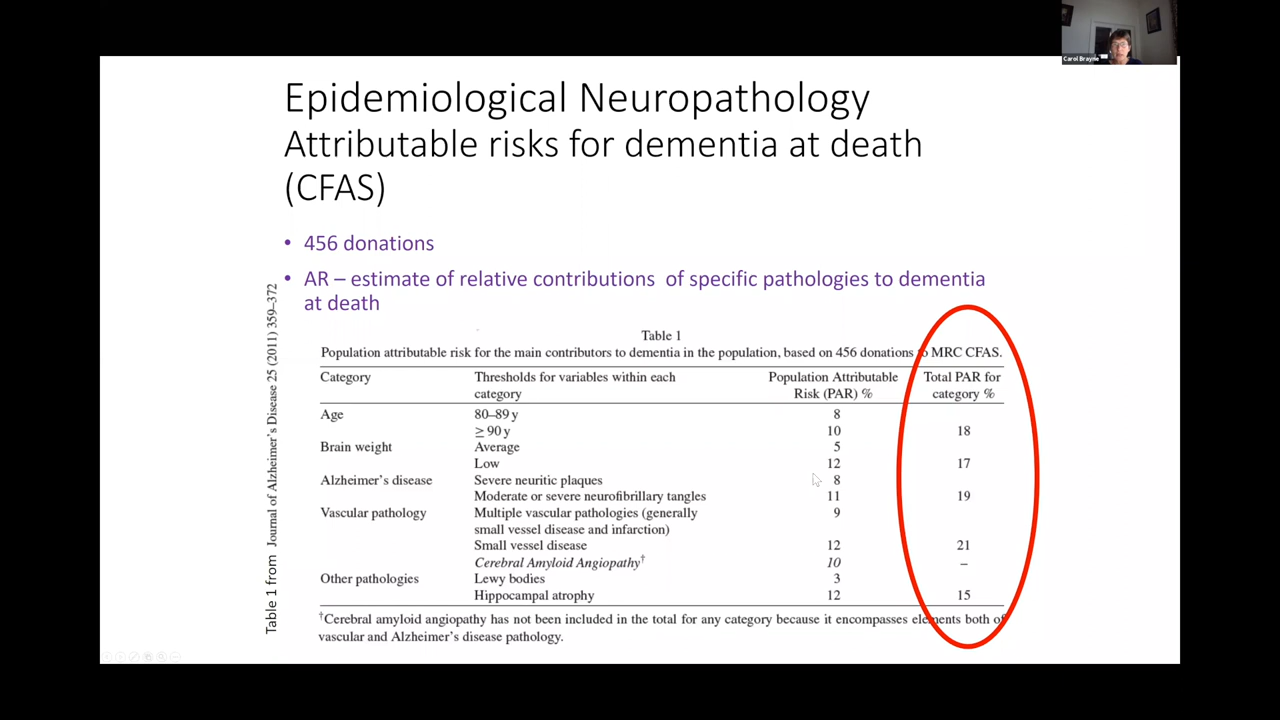 Carol Brayne
Epidemiological Neuropathology
Attributable risks for dementia at death
(CFAS)
• 456 donations
• AR – estimate of relative contributions of specific pathologies to dementia
at death
Table 1 from Journal of Alzheimer's Disease 25 (2011) 359–372
Table 1
Population attributable risk for the main contributors to dementia in the population, based on 456 donations to MRC CFAS.
Category Thresholds for variables within each Population Attributable Total PAR for
category Risk (PAR) % category %
Age 80–89 y 8
≥ 90 y 10 18
Brain weight Average 5
Low 12 17
Alzheimer's disease Severe neuritic plaques 8
Moderate or severe neurofibrillary tangles 11 19
Vascular pathology Multiple vascular pathologies (generally 9
small vessel disease and infarction)
Small vessel disease 12 21
Cerebral Amyloid Angiopathy† 10 –
Other pathologies Lewy bodies 3
Hippocampal atrophy 12 15
†Cerebral amyloid angiopathy has not been included in the total for any category because it encompasses elements both of
vascular and Alzheimer's disease pathology.